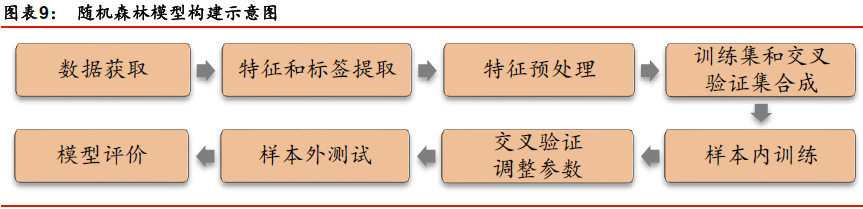 图表9： 随机森林模型构建示意图
数据获取
特征和标签提取
特征预处理
训练集和交叉
验证集合成
样本内训练
交叉验证
调整参数
样本外测试
模型评价